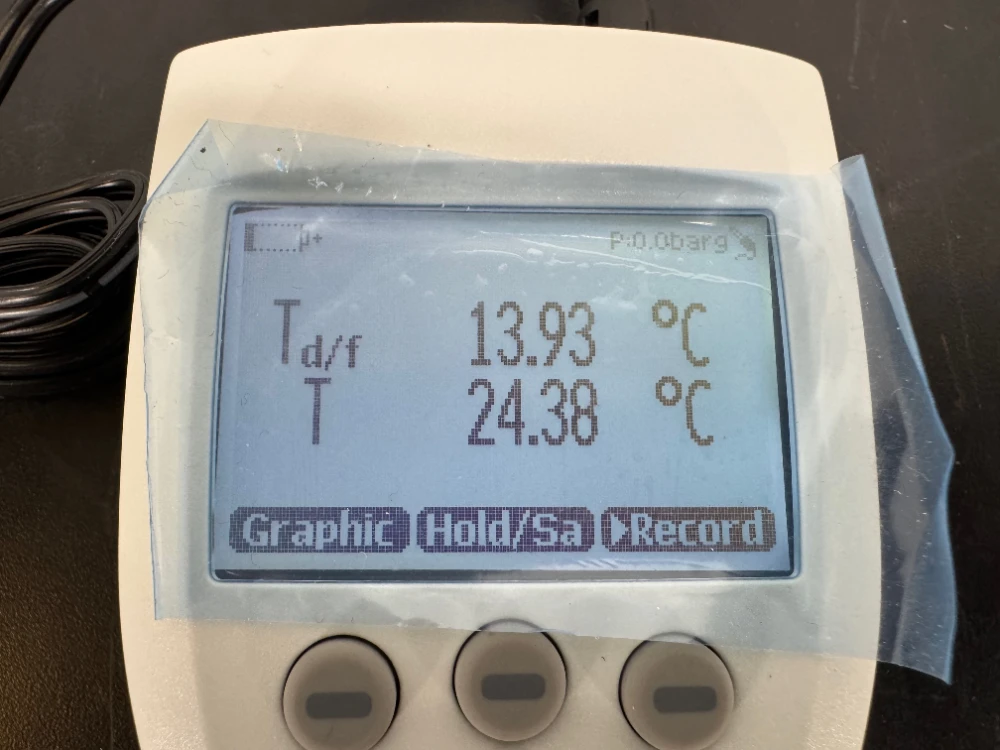 P:0.0barg
Td/f 13.93 °C
T 24.38 °C
Graphic Hold/Sa ▶Record